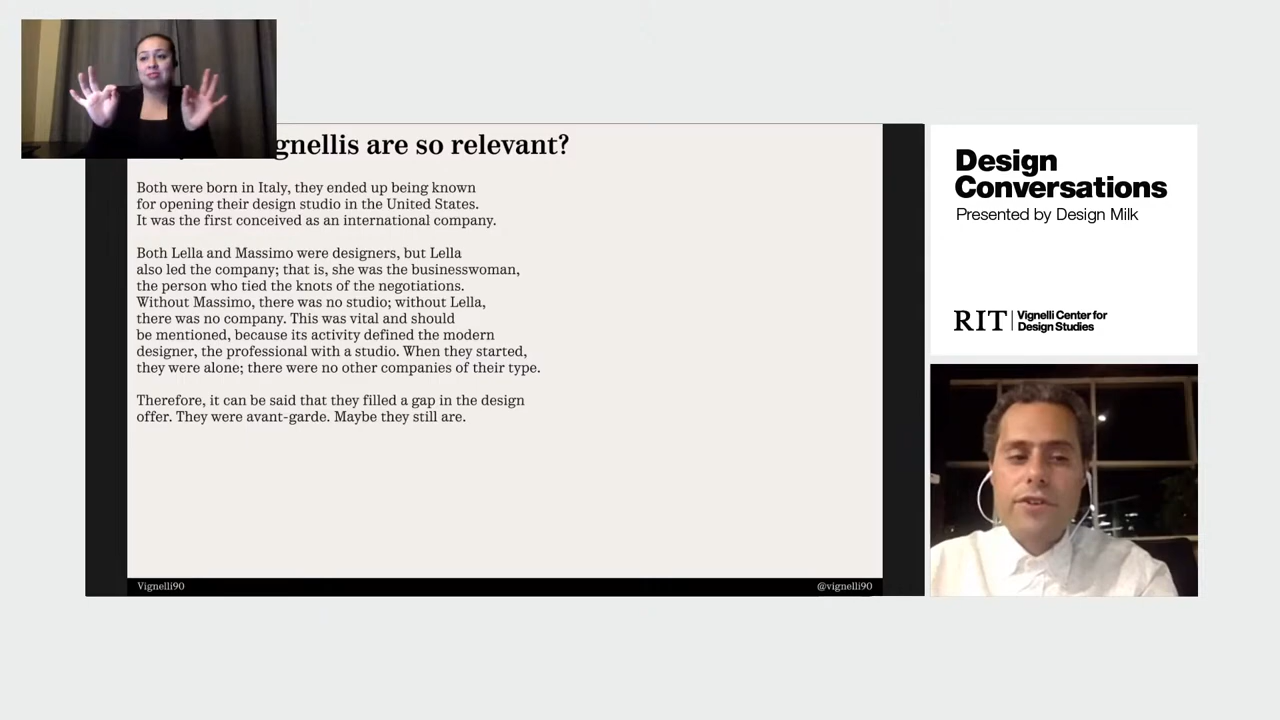 gnellis are so relevant?
Both were born in Italy, they ended up being known
for opening their design studio in the United States.
It was the first conceived as an international company.
Both Lella and Massimo were designers, but Lella
also led the company; that is, she was the businesswoman,
the person who tied the knots of the negotiations.
Without Massimo, there was no studio; without Lella,
there was no company. This was vital and should
be mentioned, because its activity defined the modern
designer, the professional with a studio. When they started,
they were alone; there were no other companies of their type.
Therefore, it can be said that they filled a gap in the design
offer. They were avant-garde. Maybe they still are.
Vignelli90
@vignelli90
Design
Conversations
Presented by Design Milk
RIT
Vignelli Center for
Design Studies